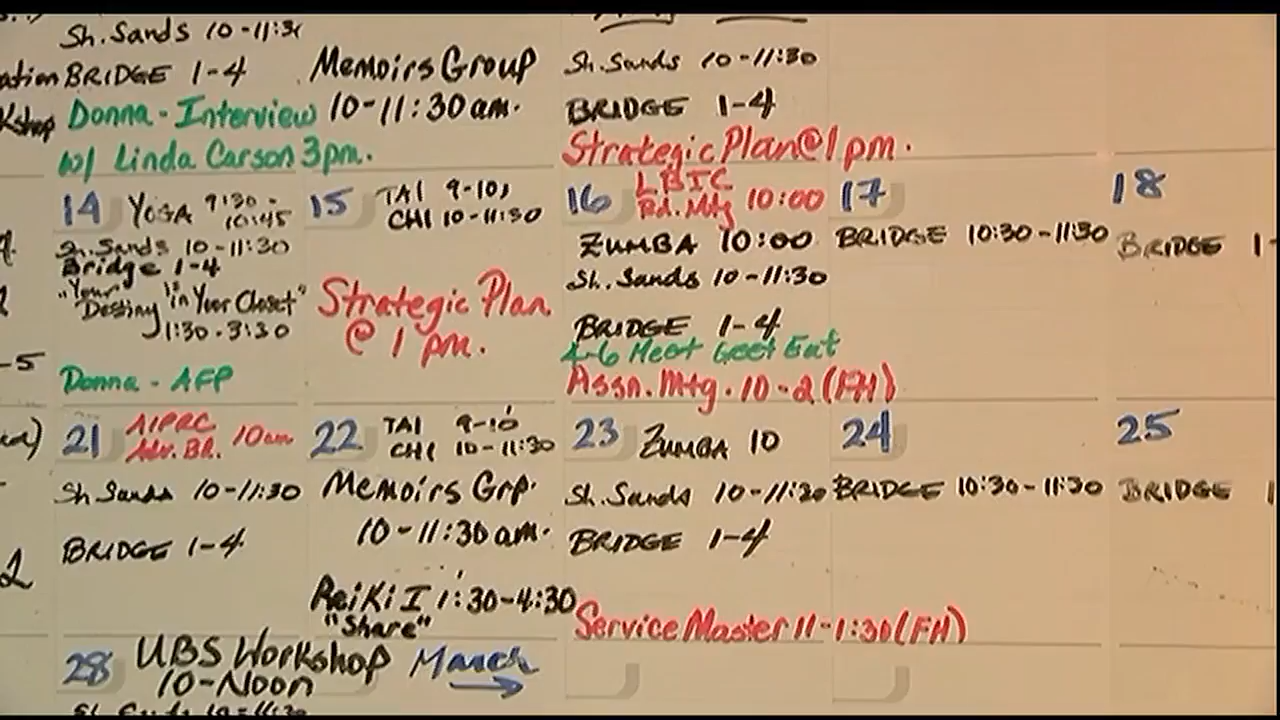 Sh. Sands 10-11:30
BRIDGE 1-4
Donna - Interview
w/ Linda Carson 3pm.
Memoirs Group
10-11:30 am.
Sh. Sands 10-11:30
BRIDGE 1-4
Strategic Plan @ 1 pm.
14 YOGA 9:30-
10:45
Sh. Sands 10-11:30
Bridge 1-4
"Your
Destiny is in Your Closet"
1:30-3:30
Donna - AFP
15 TAI 9-10,
CHI 10-11:30
Strategic Plan
@ 1 pm.
16 LBIC
Bd. Mtg 10:00
ZUMBA 10:00
Sh. Sands 10-11:30
BRIDGE 1-4
4-6 Meet Greet Eat
Assn. Mtg. 10-2 (FH)
17
BRIDGE 10:30-11:30
18
BRIDGE 1-
-5
21 AIPRC
Adv. BR. 10am
Sh Sands 10-11:30
BRIDGE 1-4
22 TAI 9-10
CHI 10-11:30
Memoirs Grp.
10-11:30 am.
ReiKi I 1:30-4:30
"Share"
23 ZUMBA 10
Sh. Sands 10-11:30
BRIDGE 1-4
Service Master 11-1:30 (FH)
24
BRIDGE 10:30-11:30
25
BRIDGE 1
2
28 UBS Workshop
10-Noon
March →